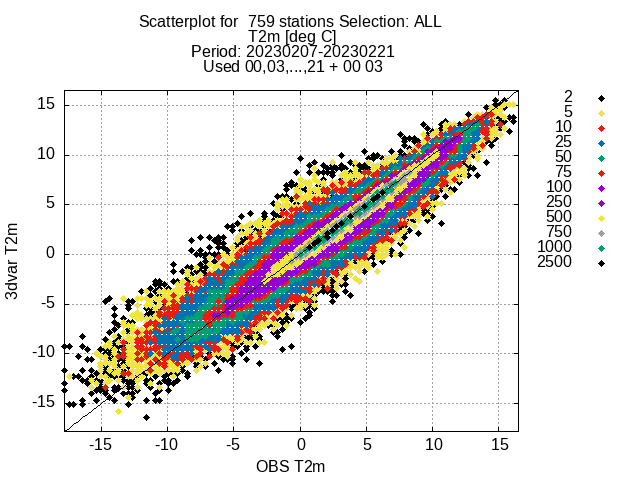 Scatterplot for  759 stations Selection: ALL
T2m [deg C]
Period: 20230207-20230221
Used 00,03,...,21 + 00 03
3dvar T2m
15
10
5
0
-5
-10
-15
-15 -10 -5 0 5 10 15
OBS T2m
2
5
10
25
50
75
100
250
500
750
1000
2500